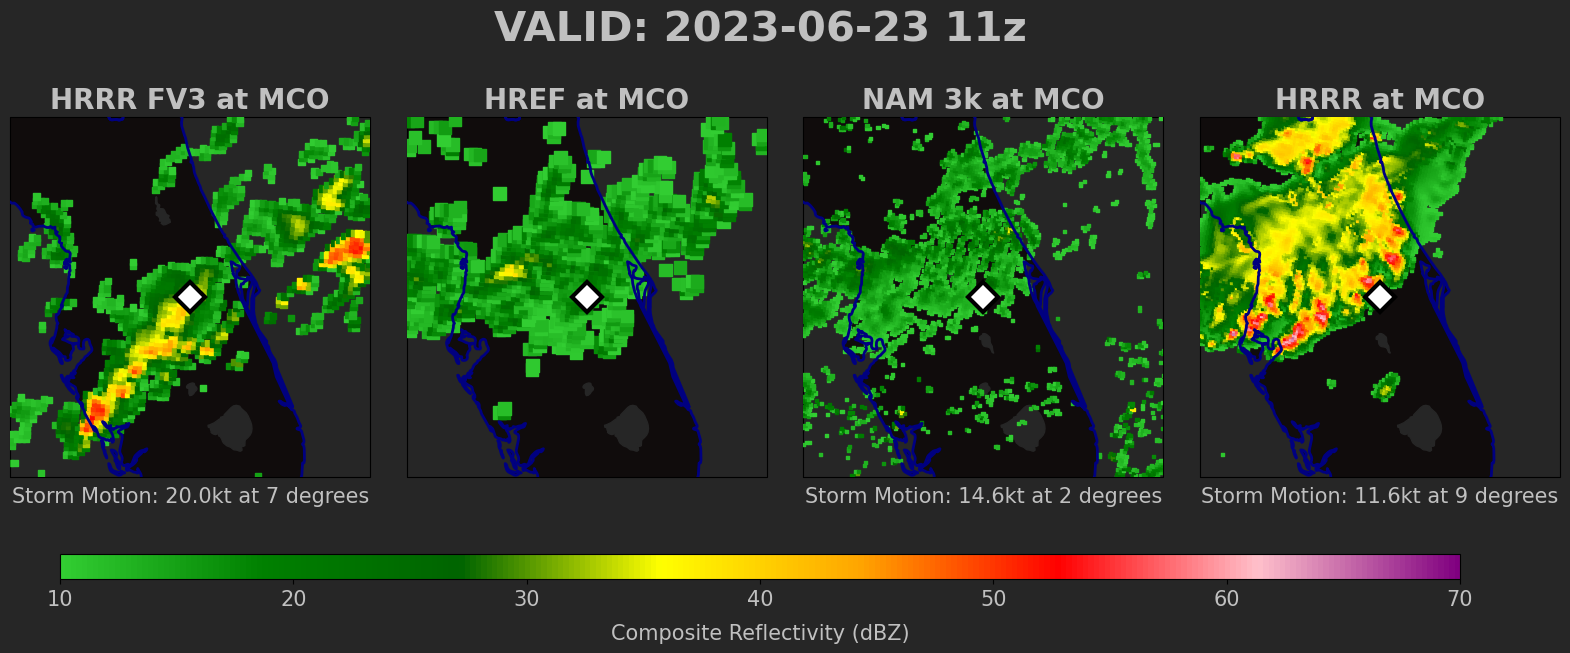 VALID: 2023-06-23 11z
HRRR FV3 at MCO
HREF at MCO
NAM 3k at MCO
HRRR at MCO
Storm Motion: 20.0kt at 7 degrees
Storm Motion: 14.6kt at 2 degrees
Storm Motion: 11.6kt at 9 degrees
10 20 30 40 50 60 70
Composite Reflectivity (dBZ)